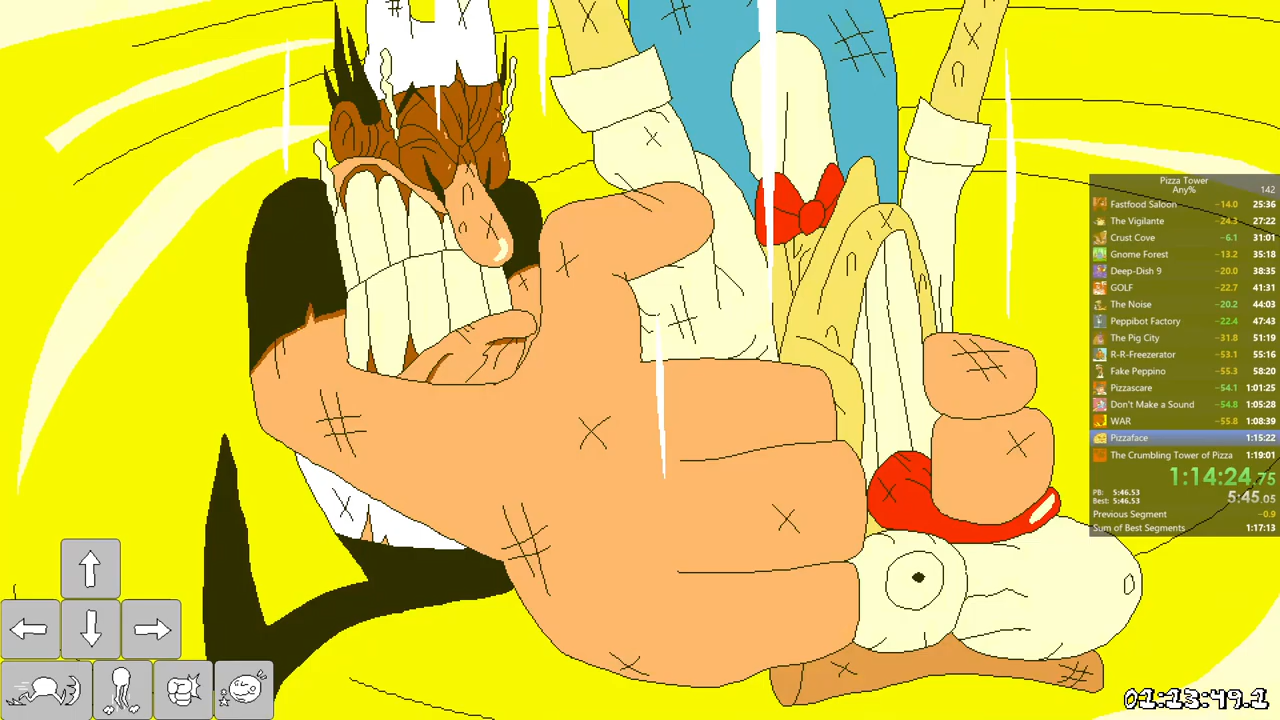 Pizza Tower
Any% 142
Fastfood Saloon −14.0 25:36
The Vigilante −24.3 27:22
Crust Cove −6.1 31:01
Gnome Forest −13.2 35:18
Deep-Dish 9 −20.0 38:35
GOLF −22.7 41:31
The Noise −20.2 44:03
Peppibot Factory −22.4 47:43
The Pig City −31.8 51:19
R-R-Freezerator −53.1 55:16
Fake Peppino −55.3 58:20
Pizzascare −54.1 1:01:25
Don't Make a Sound −54.8 1:05:28
WAR −55.8 1:08:39
Pizzaface 1:15:22
The Crumbling Tower of Pizza 1:19:01
1:14:24.75
PB: 5:46.53
Best: 5:46.53
5:45.05
Previous Segment −0.9
Sum of Best Segments 1:17:13
01:13:49.1